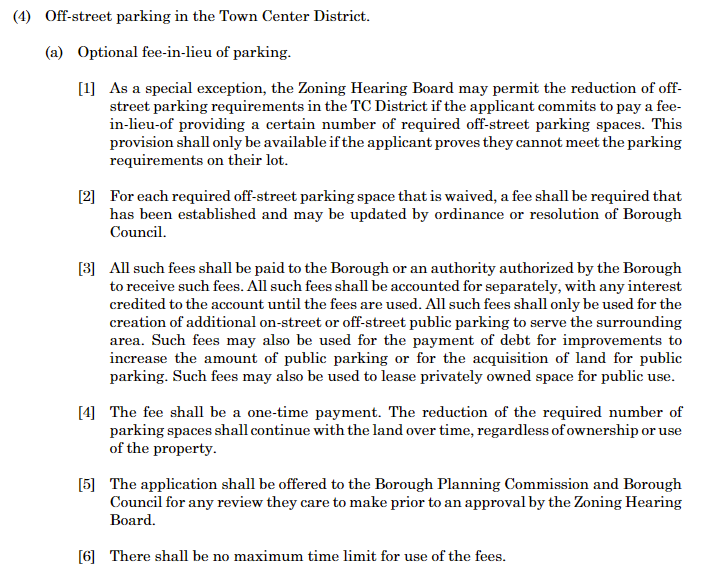 (4) Off-street parking in the Town Center District.
(a) Optional fee-in-lieu of parking.
[1] As a special exception, the Zoning Hearing Board may permit the reduction of off-
street parking requirements in the TC District if the applicant commits to pay a fee-
in-lieu-of providing a certain number of required off-street parking spaces. This
provision shall only be available if the applicant proves they cannot meet the parking
requirements on their lot.
[2] For each required off-street parking space that is waived, a fee shall be required that
has been established and may be updated by ordinance or resolution of Borough
Council.
[3] All such fees shall be paid to the Borough or an authority authorized by the Borough
to receive such fees. All such fees shall be accounted for separately, with any interest
credited to the account until the fees are used. All such fees shall only be used for the
creation of additional on-street or off-street public parking to serve the surrounding
area. Such fees may also be used for the payment of debt for improvements to
increase the amount of public parking or for the acquisition of land for public
parking. Such fees may also be used to lease privately owned space for public use.
[4] The fee shall be a one-time payment. The reduction of the required number of
parking spaces shall continue with the land over time, regardless of ownership or use
of the property.
[5] The application shall be offered to the Borough Planning Commission and Borough
Council for any review they care to make prior to an approval by the Zoning Hearing
Board.
[6] There shall be no maximum time limit for use of the fees.